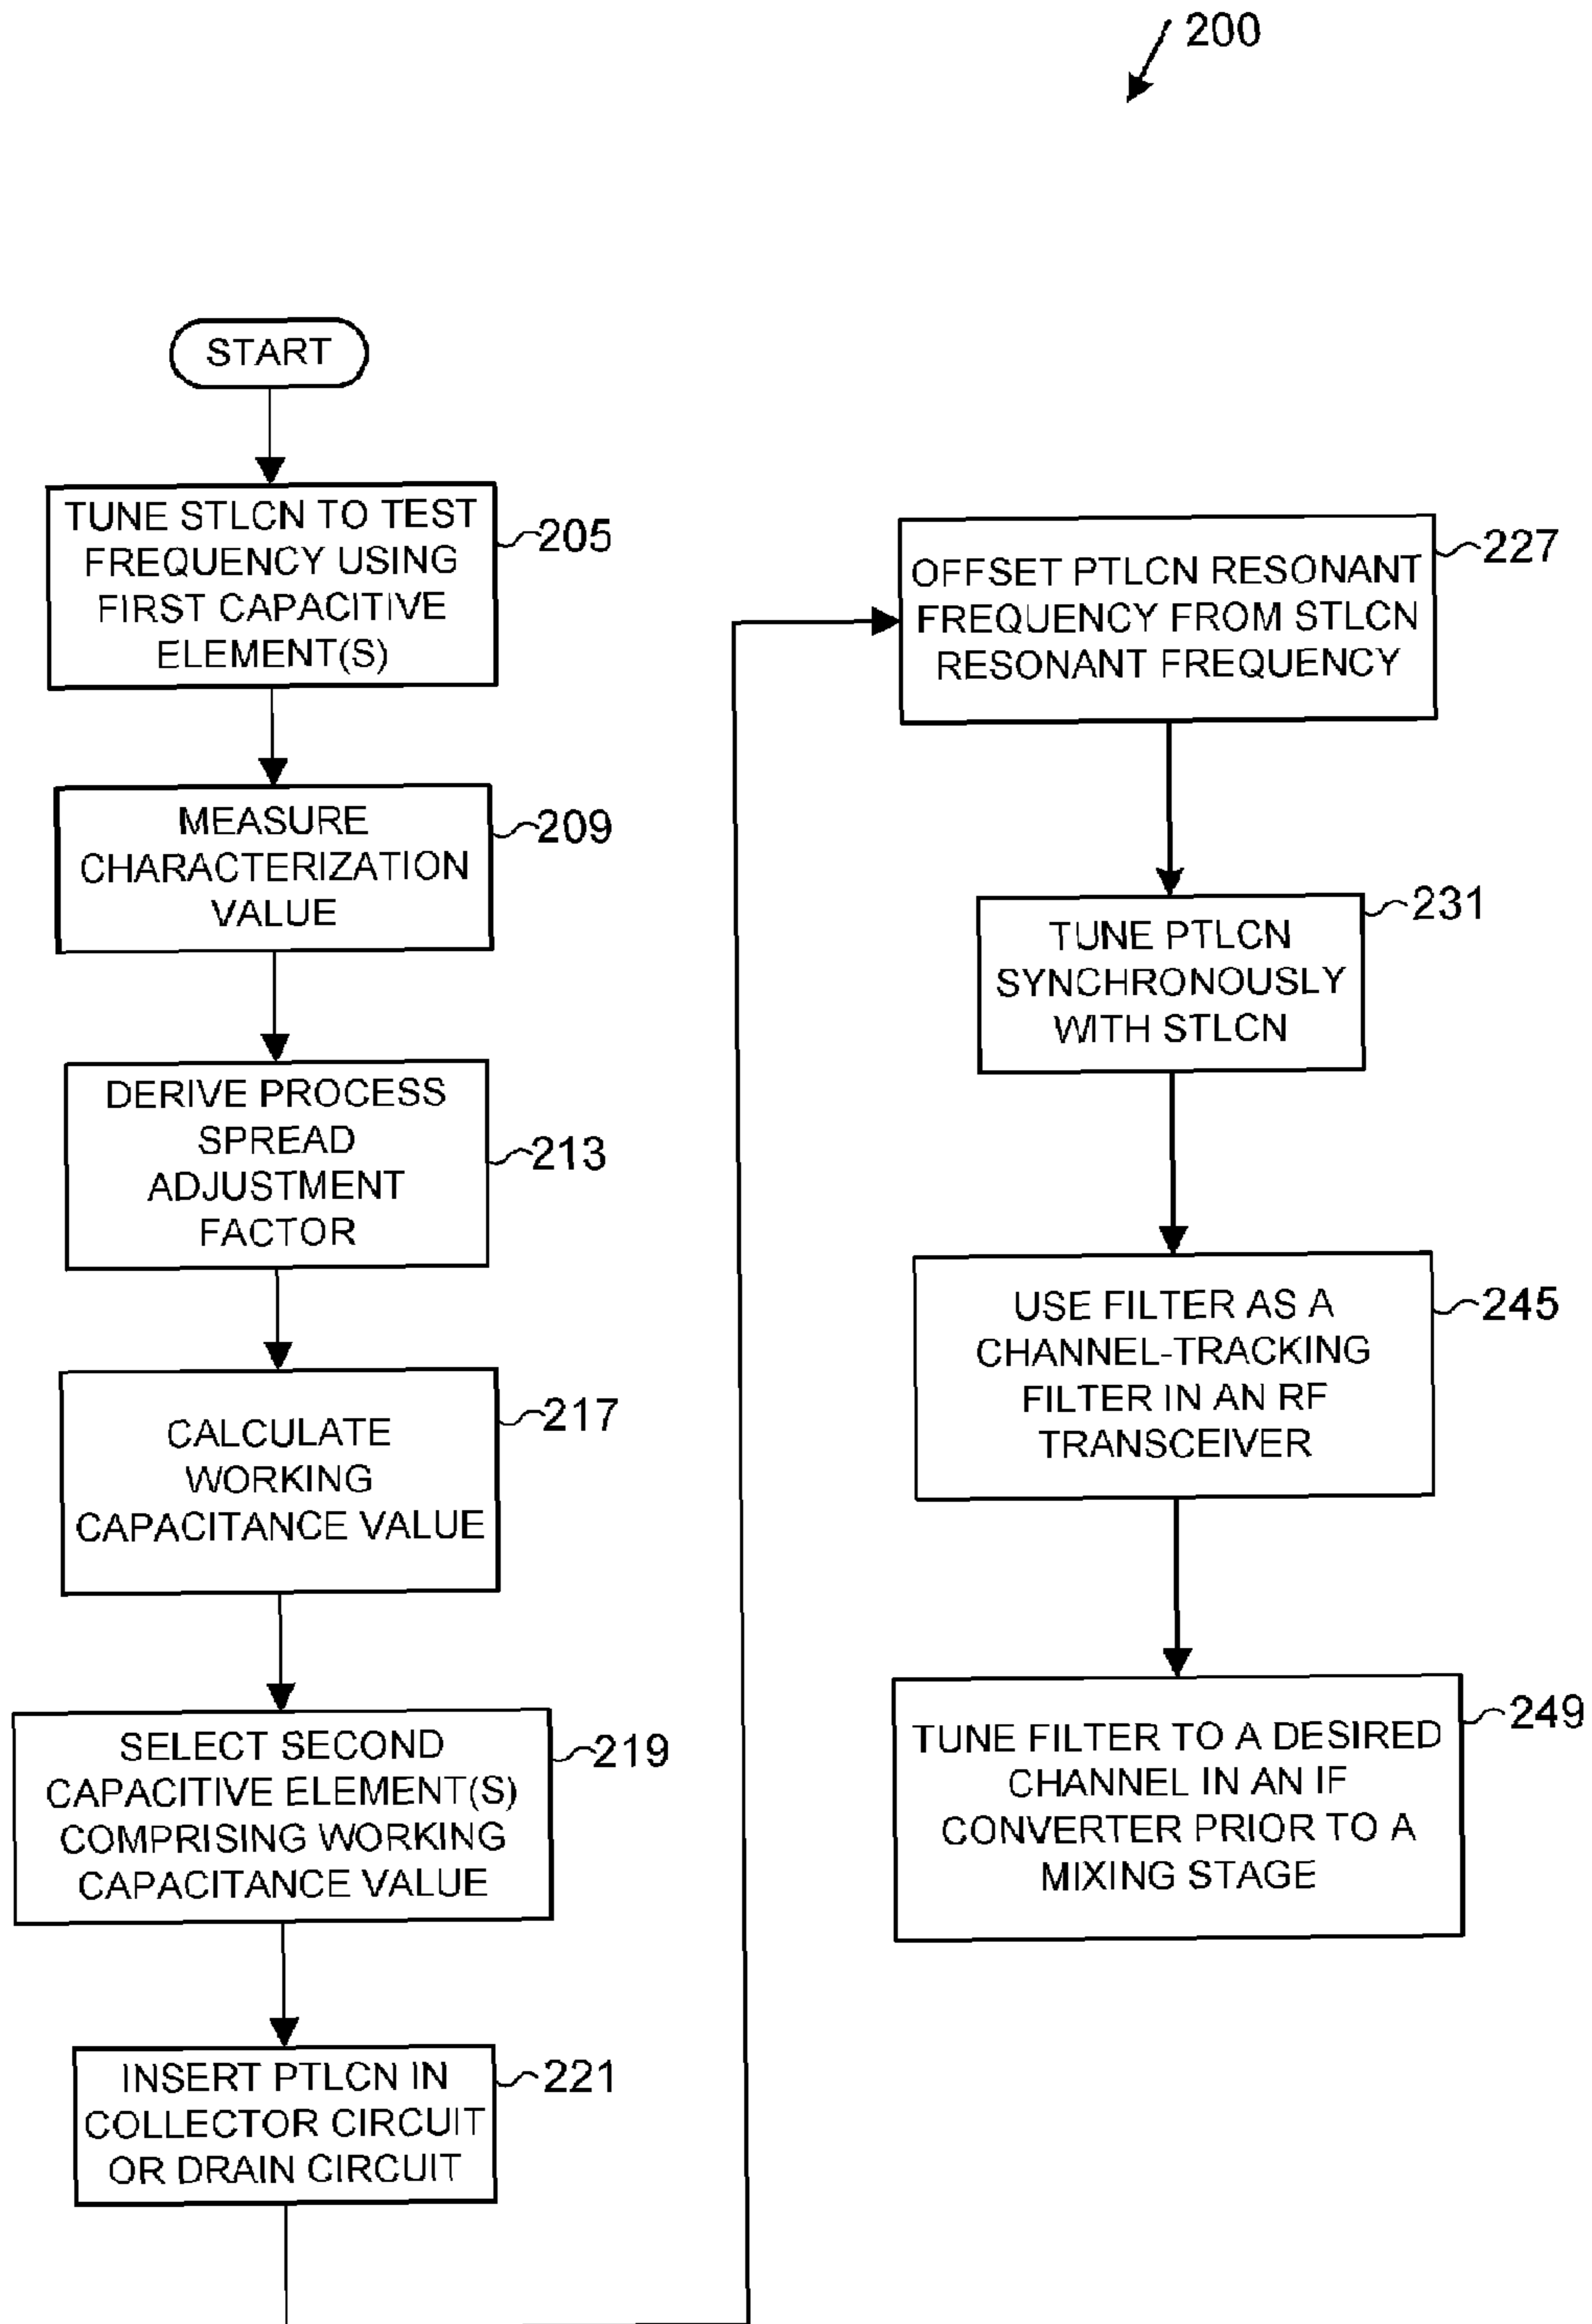 200
START
TUNE STLCN TO TEST
FREQUENCY USING
FIRST CAPACITIVE
ELEMENT(S)
205
MEASURE
CHARACTERIZATION
VALUE
209
DERIVE PROCESS
SPREAD
ADJUSTMENT
FACTOR
213
CALCULATE
WORKING
CAPACITANCE VALUE
217
SELECT SECOND
CAPACITIVE ELEMENT(S)
COMPRISING WORKING
CAPACITANCE VALUE
219
INSERT PTLCN IN
COLLECTOR CIRCUIT
OR DRAIN CIRCUIT
221
OFFSET PTLCN RESONANT
FREQUENCY FROM STLCN
RESONANT FREQUENCY
227
TUNE PTLCN
SYNCHRONOUSLY
WITH STLCN
231
USE FILTER AS A
CHANNEL-TRACKING
FILTER IN AN RF
TRANSCEIVER
245
TUNE FILTER TO A DESIRED
CHANNEL IN AN IF
CONVERTER PRIOR TO A
MIXING STAGE
249